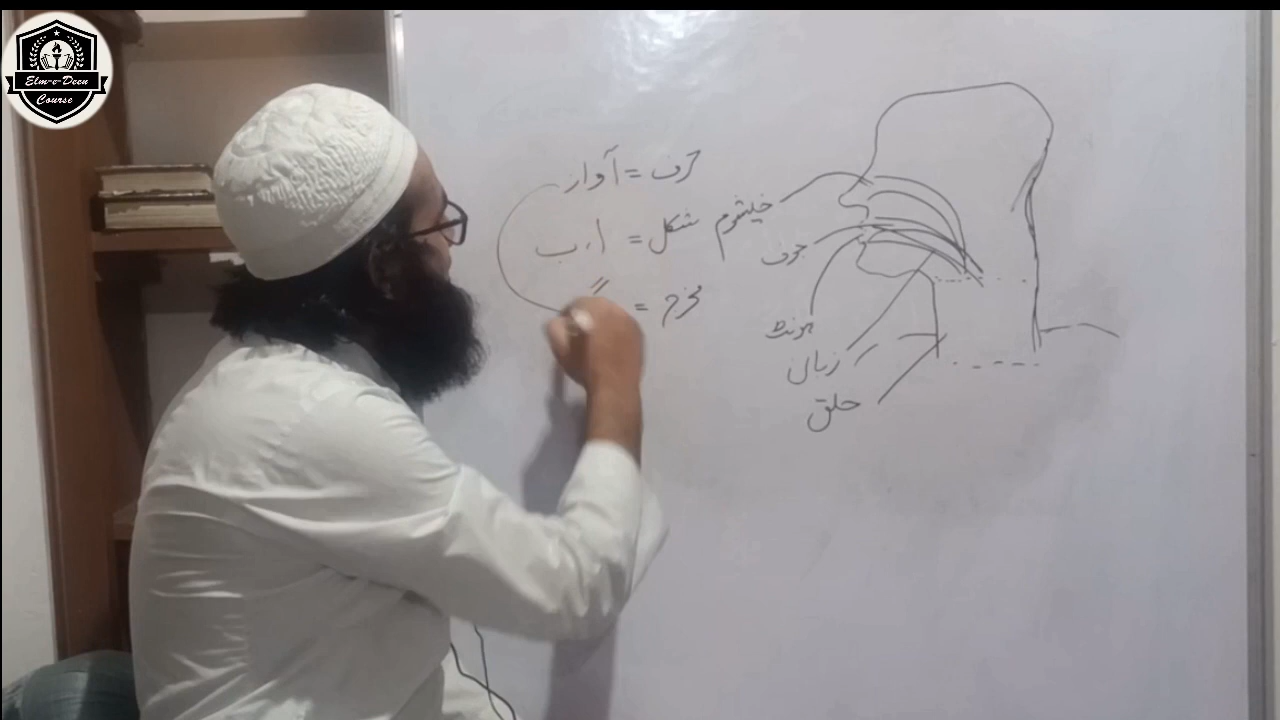 Elm-e-Deen
Course
حرف = آواز
شکل = ا، ب
مخرج =
خیشوم
جوف
ہونٹ
زبان
حلق